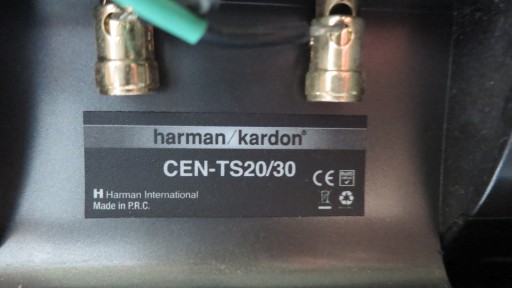 harman/kardon®
CEN-TS20/30
CE
H Harman International
Made in P.R.C.